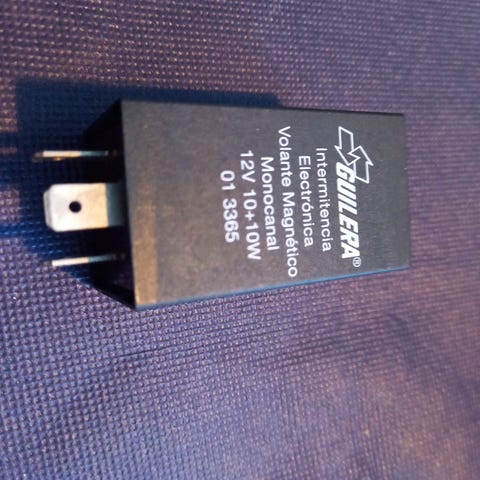 GUILERA®
Intermitencia
Electrónica
Volante Magnético
Monocanal
12V 10+10W
01 3365